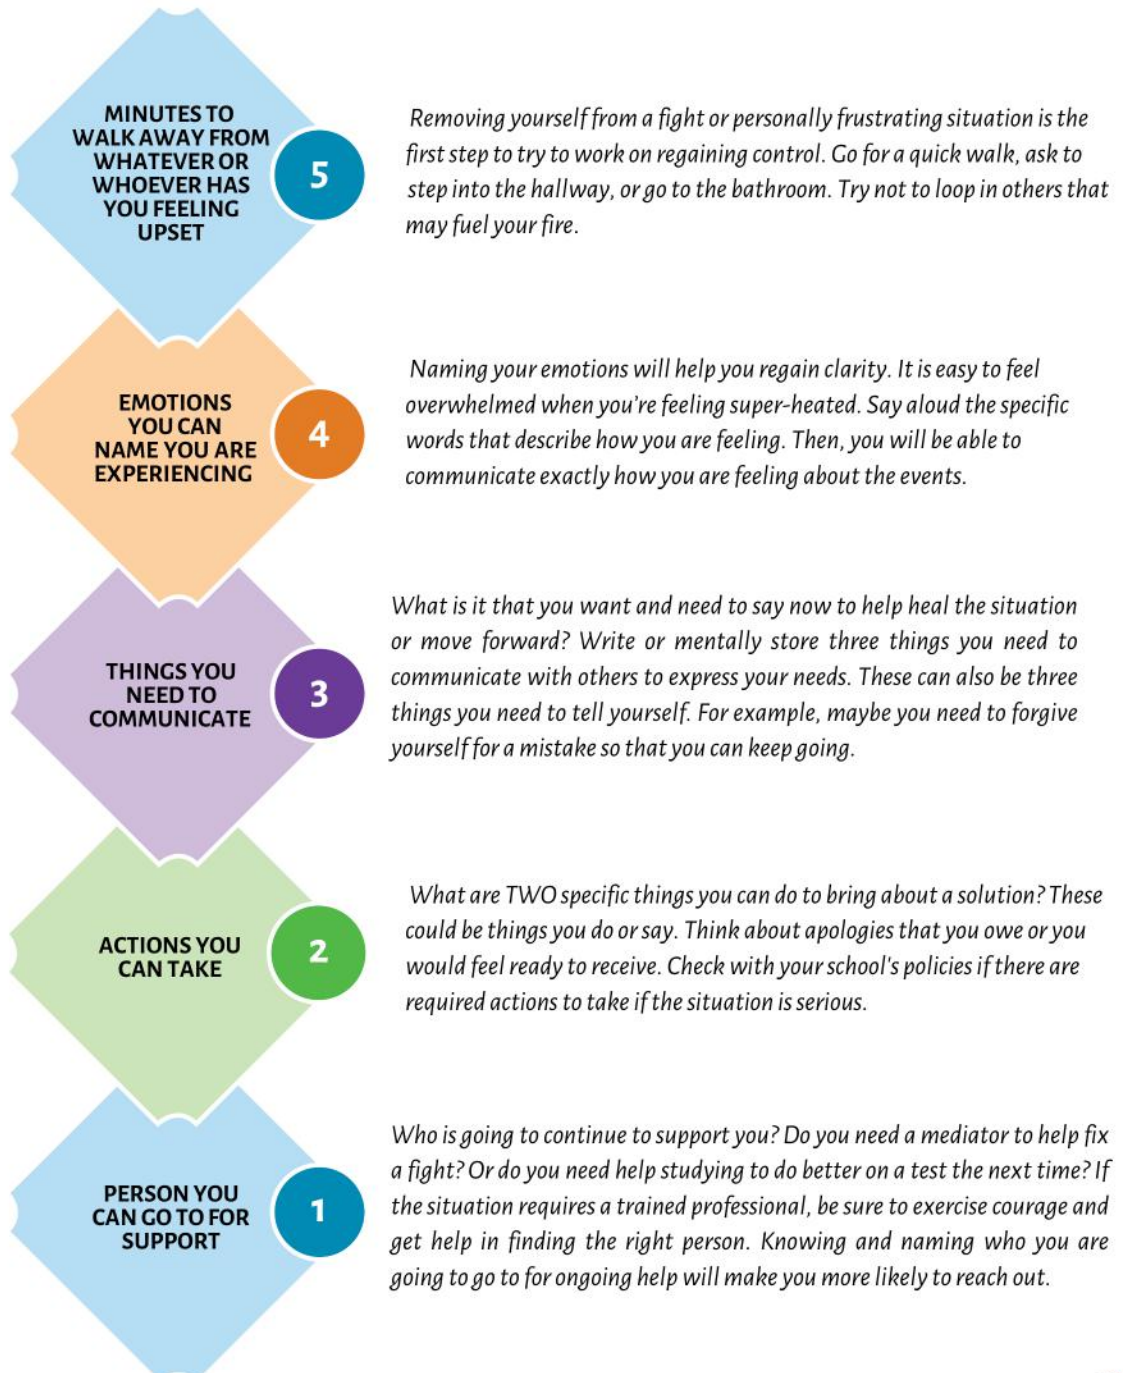 MINUTES TO
WALK AWAY FROM
WHATEVER OR
WHOEVER HAS
YOU FEELING
UPSET
5
Removing yourself from a fight or personally frustrating situation is the
first step to try to work on regaining control. Go for a quick walk, ask to
step into the hallway, or go to the bathroom. Try not to loop in others that
may fuel your fire.
EMOTIONS
YOU CAN
NAME YOU ARE
EXPERIENCING
4
Naming your emotions will help you regain clarity. It is easy to feel
overwhelmed when you're feeling super-heated. Say aloud the specific
words that describe how you are feeling. Then, you will be able to
communicate exactly how you are feeling about the events.
THINGS YOU
NEED TO
COMMUNICATE
3
What is it that you want and need to say now to help heal the situation
or move forward? Write or mentally store three things you need to
communicate with others to express your needs. These can also be three
things you need to tell yourself. For example, maybe you need to forgive
yourself for a mistake so that you can keep going.
ACTIONS YOU
CAN TAKE
2
What are TWO specific things you can do to bring about a solution? These
could be things you do or say. Think about apologies that you owe or you
would feel ready to receive. Check with your school's policies if there are
required actions to take if the situation is serious.
PERSON YOU
CAN GO TO FOR
SUPPORT
1
Who is going to continue to support you? Do you need a mediator to help fix
a fight? Or do you need help studying to do better on a test the next time? If
the situation requires a trained professional, be sure to exercise courage and
get help in finding the right person. Knowing and naming who you are
going to go to for ongoing help will make you more likely to reach out.